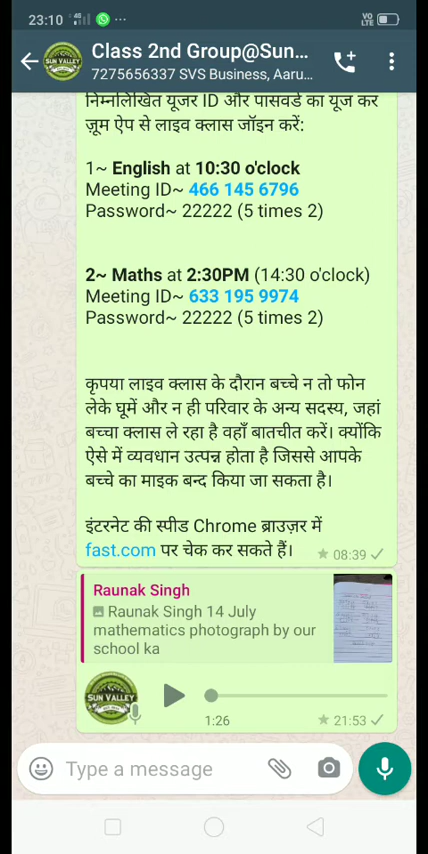 23:10
Class 2nd Group@Sun...
7275656337 SVS Business, Aaru...
निम्नलिखित यूजर ID और पासवर्ड का यूज कर
ज़ूम ऐप से लाइव क्लास जॉइन करें:
1~ English at 10:30 o'clock
Meeting ID~ 466 145 6796
Password~ 22222 (5 times 2)
2~ Maths at 2:30PM (14:30 o'clock)
Meeting ID~ 633 195 9974
Password~ 22222 (5 times 2)
कृपया लाइव क्लास के दौरान बच्चे न तो फोन
लेके घूमें और न ही परिवार के अन्य सदस्य, जहां
बच्चा क्लास ले रहा है वहाँ बातचीत करें। क्योंकि
ऐसे में व्यवधान उत्पन्न होता है जिससे आपके
बच्चे का माइक बन्द किया जा सकता है।
इंटरनेट की स्पीड Chrome ब्राउज़र में
fast.com पर चेक कर सकते हैं।
08:39
Raunak Singh
Raunak Singh 14 July
mathematics photograph by our
school ka
SUN VALLEY
1:26
21:53
Type a message